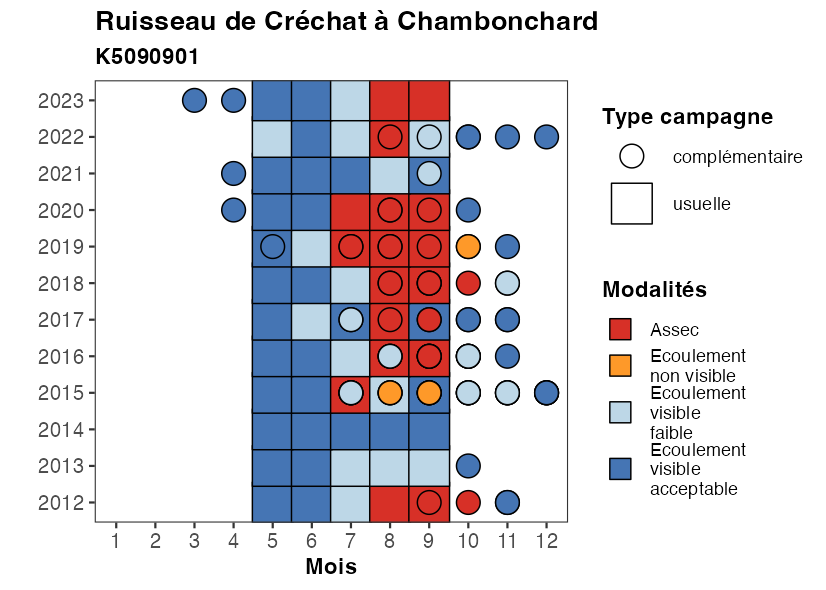 Ruisseau de Créchat à Chambonchard
K5090901
2023
2022
2021
2020
2019
2018
2017
2016
2015
2014
2013
2012
1 2 3 4 5 6 7 8 9 10 11 12
Mois
Type campagne
complémentaire
usuelle
Modalités
Assec
Ecoulement
non visible
Ecoulement
visible
faible
Ecoulement
visible
acceptable